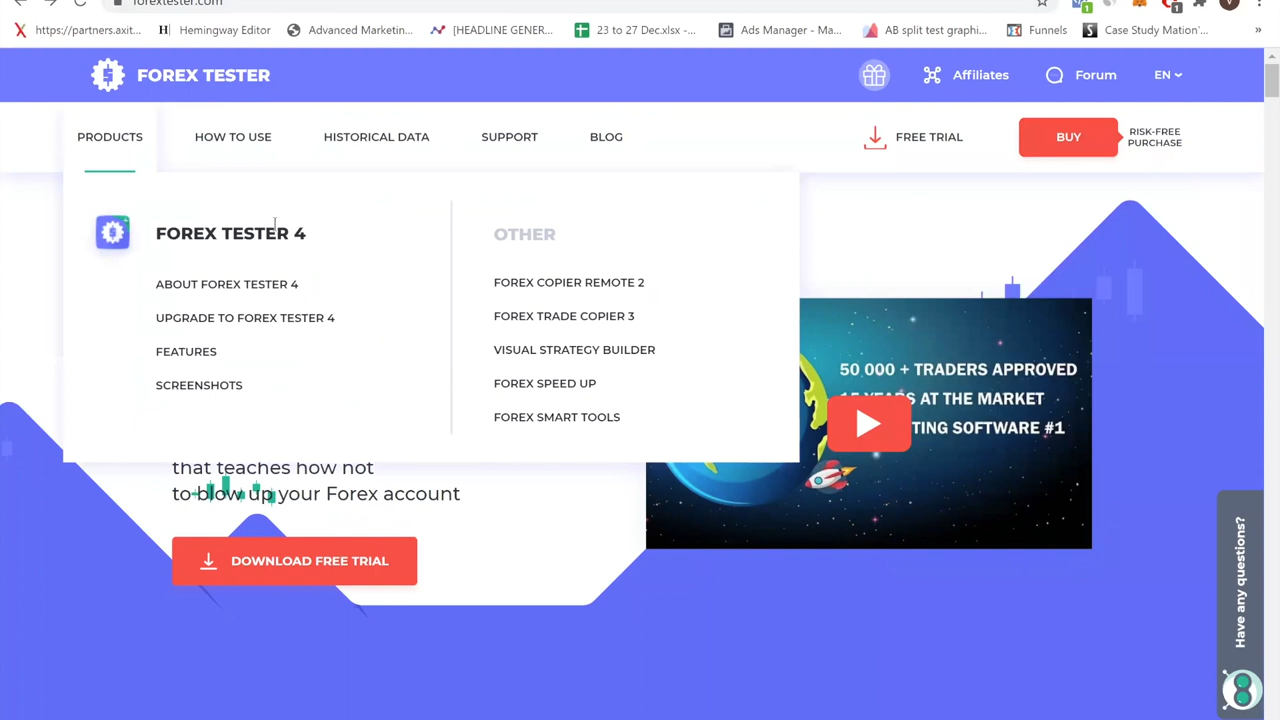 forextester.com
https://partners.axit...
Hemingway Editor
Advanced Marketin...
[HEADLINE GENER...
23 to 27 Dec.xlsx -...
Ads Manager - Ma...
AB split test graphi...
Funnels
Case Study Mation'...
»
FOREX TESTER
Affiliates
Forum
EN
PRODUCTS
HOW TO USE
HISTORICAL DATA
SUPPORT
BLOG
FREE TRIAL
BUY
RISK-FREE
PURCHASE
FOREX TESTER 4
ABOUT FOREX TESTER 4
UPGRADE TO FOREX TESTER 4
FEATURES
SCREENSHOTS
OTHER
FOREX COPIER REMOTE 2
FOREX TRADE COPIER 3
VISUAL STRATEGY BUILDER
FOREX SPEED UP
FOREX SMART TOOLS
that teaches how not
to blow up your Forex account
DOWNLOAD FREE TRIAL
50 000 + TRADERS APPROVED
15 YEARS AT THE MARKET
TING SOFTWARE #1
Have any questions?